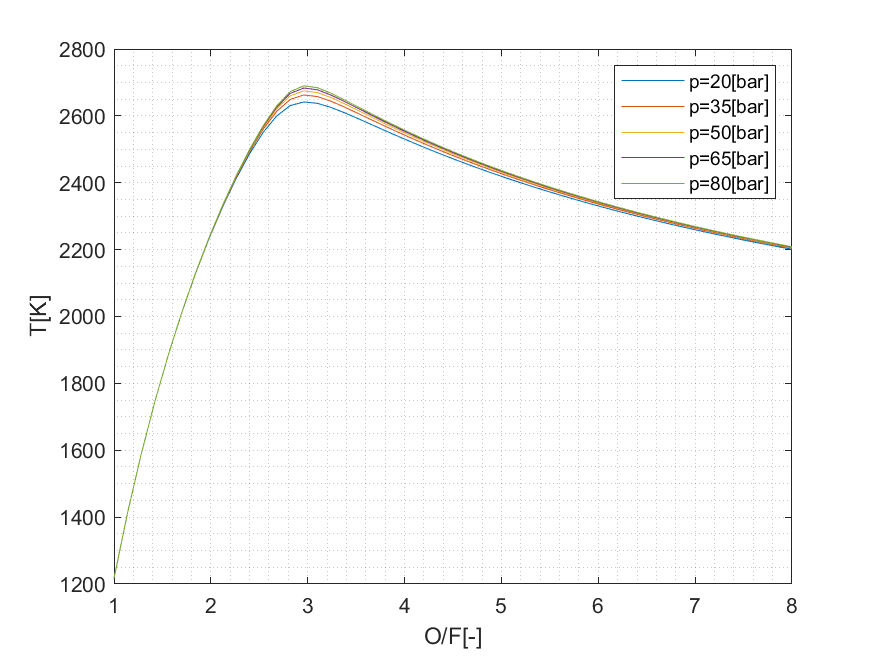 2800
2600
2400
2200
2000
1800
1600
1400
1200
T[K]
1 2 3 4 5 6 7 8
O/F[-]
p=20[bar]
p=35[bar]
p=50[bar]
p=65[bar]
p=80[bar]